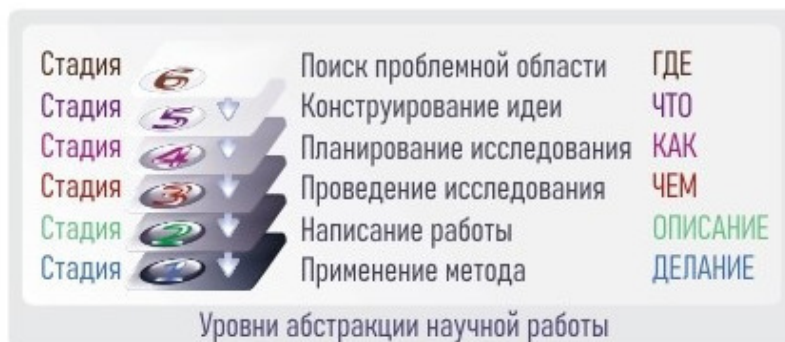 Стадия 6 Поиск проблемной области ГДЕ
Стадия 5 Конструирование идеи ЧТО
Стадия 4 Планирование исследования КАК
Стадия 3 Проведение исследования ЧЕМ
Стадия 2 Написание работы ОПИСАНИЕ
Стадия 1 Применение метода ДЕЛАНИЕ
Уровни абстракции научной работы